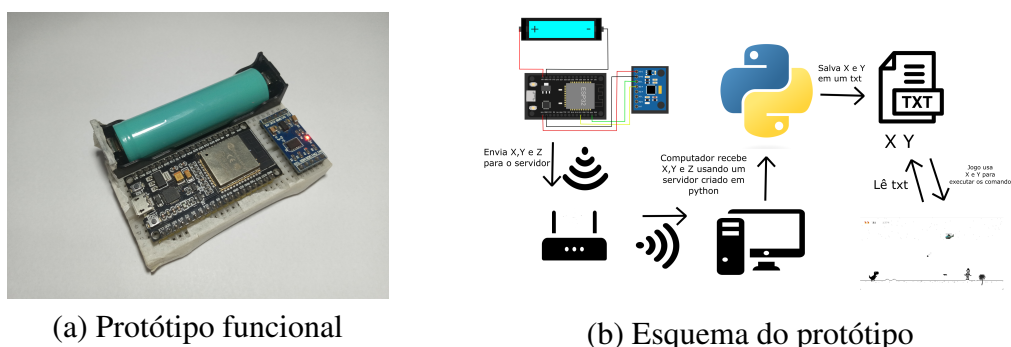 ESP32
Envia X,Y e Z
para o servidor
Computador recebe
X,Y e Z usando um
servidor criado em
python
Salva X e Y
em um txt
TXT
X Y
Lê txt
Jogo usa
X e Y para
executar os comando
(a) Protótipo funcional
(b) Esquema do protótipo